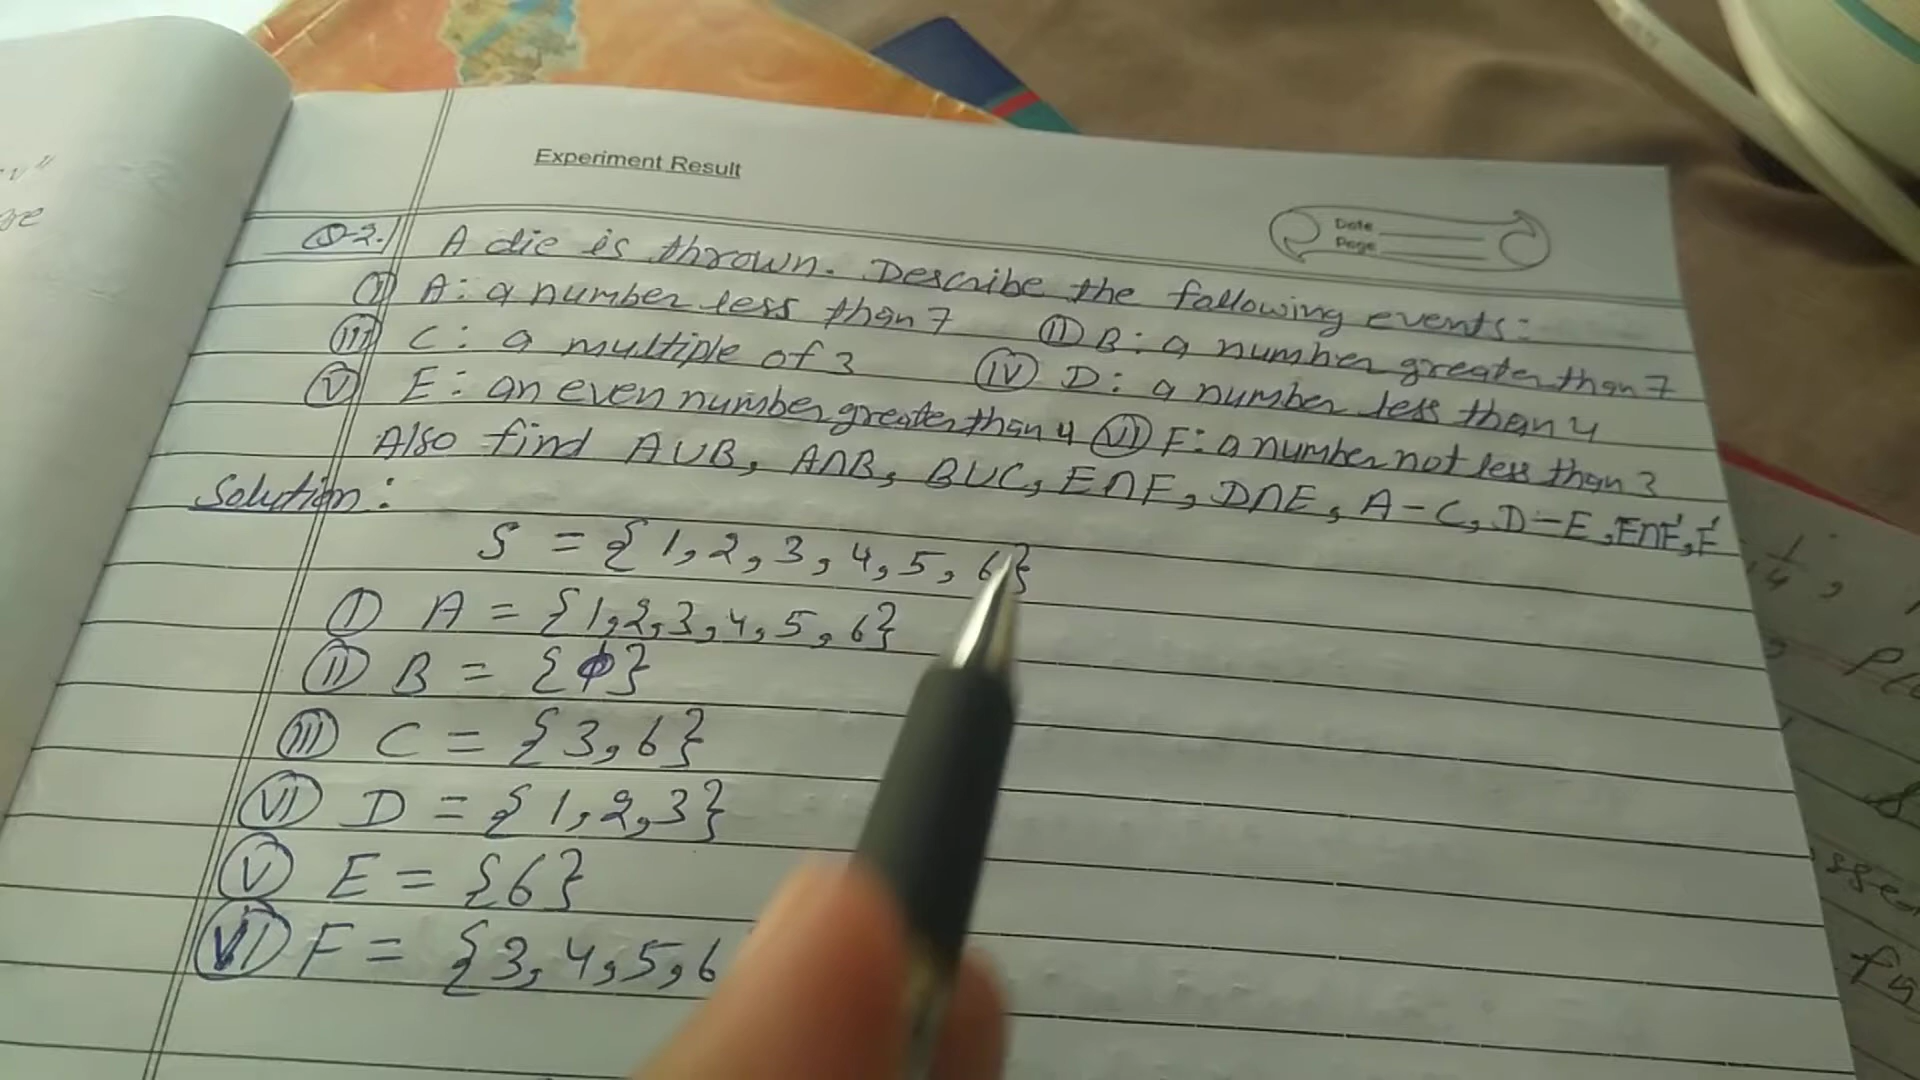 Experiment Result
Date
Page
Q-2. A die is thrown. Describe the following events:
(I) A: a number less than 7 (II) B: a number greater than 7
(III) C: a multiple of 3 (IV) D: a number less than 4
(V) E: an even number greater than 4 (VI) F: a number not less than 3
Also find A∪B, A∩B, B∪C, E∩F, D∩E, A-C, D-E, E∩F', F'
Solution:
S = {1,2,3,4,5,6}
(I) A = {1,2,3,4,5,6}
(II) B = {ϕ}
(III) C = {3,6}
(VI) D = {1,2,3}
(V) E = {6}
(VI) F = {3,4,5,6
1/4,